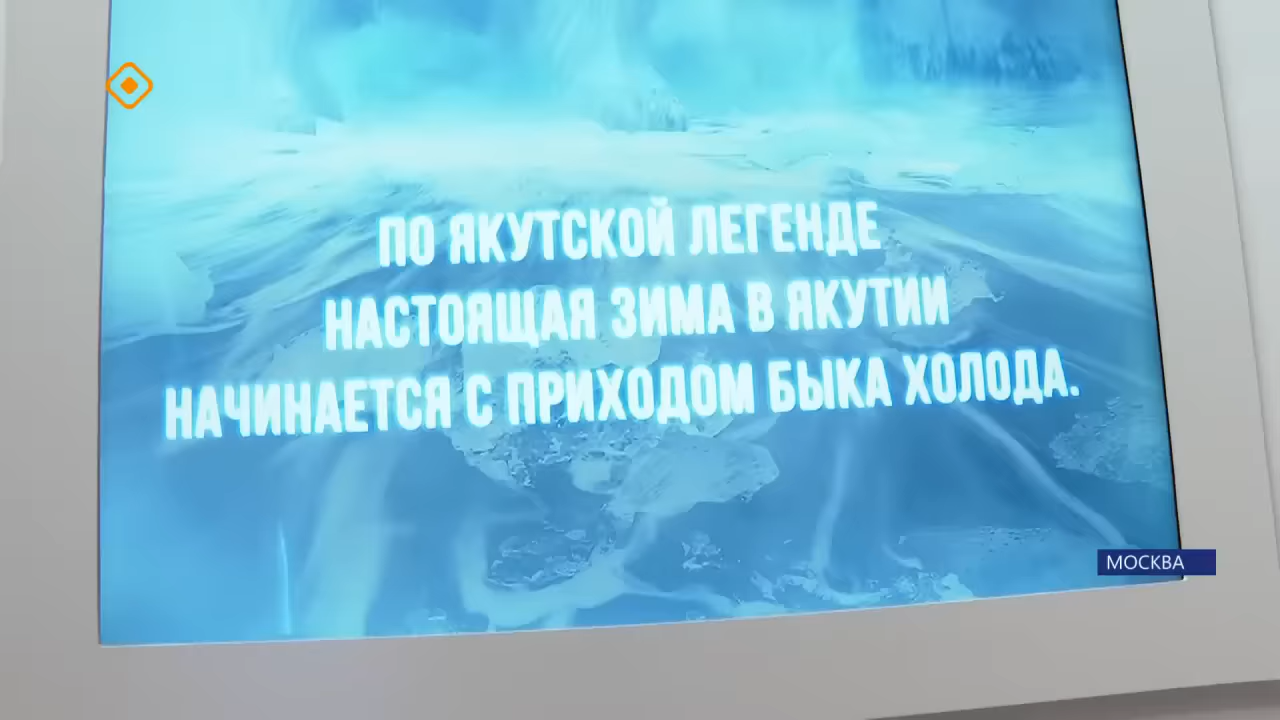 ПО ЯКУТСКОЙ ЛЕГЕНДЕ
НАСТОЯЩАЯ ЗИМА В ЯКУТИИ
НАЧИНАЕТСЯ С ПРИХОДОМ БЫКА ХОЛОДА.
МОСКВА